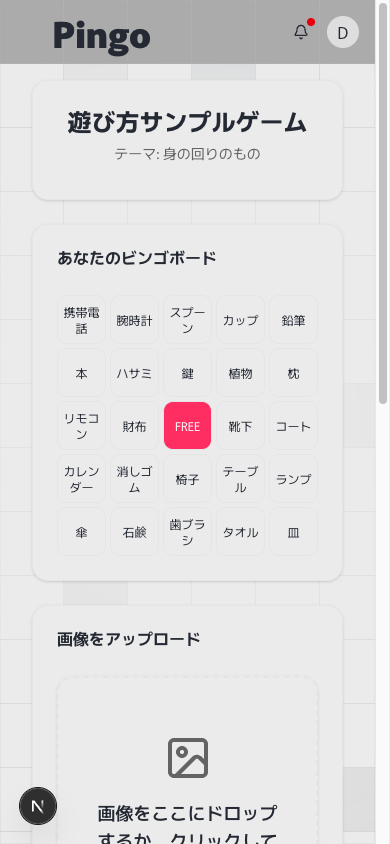 Pingo
D
遊び方サンプルゲーム
テーマ: 身の回りのもの
あなたのビンゴボード
携帯電
話
腕時計
スプー
ン
カップ
鉛筆
本
ハサミ
鍵
植物
枕
リモコ
ン
財布
FREE
靴下
コート
カレン
ダー
消しゴ
ム
椅子
テーブ
ル
ランプ
傘
石鹸
歯ブラ
シ
タオル
皿
画像をアップロード
画像をここにドロップ
するか、クリックして
N